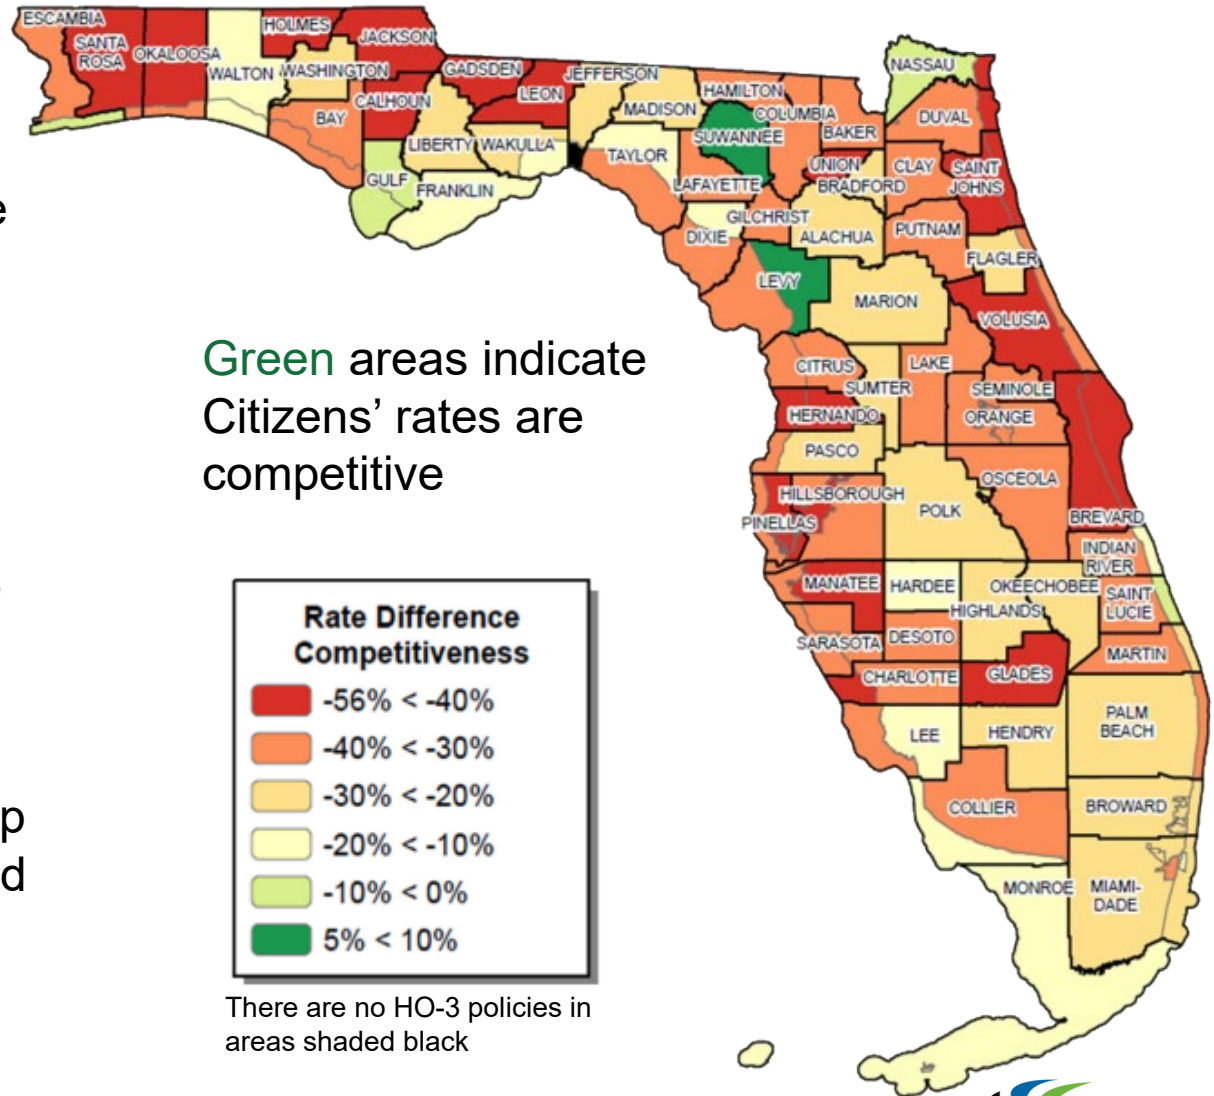 ESCAMBIA
SANTA
ROSA
OKALOOSA
WALTON
HOLMES
WASHINGTON
JACKSON
BAY
CALHOUN
GULF
GADSDEN
LIBERTY
FRANKLIN
LEON
WAKULLA
JEFFERSON
MADISON
TAYLOR
HAMILTON
SUWANNEE
LAFAYETTE
COLUMBIA
BAKER
UNION
BRADFORD
NASSAU
DUVAL
CLAY
SAINT
JOHNS
DIXIE
GILCHRIST
ALACHUA
PUTNAM
FLAGLER
LEVY
MARION
VOLUSIA
e
Green areas indicate
Citizens’ rates are
competitive
CITRUS
SUMTER
LAKE
SEMINOLE
ORANGE
HERNANDO
PASCO
HILLSBOROUGH
PINELLAS
POLK
OSCEOLA
BREVARD
INDIAN
RIVER
MANATEE
HARDEE
HIGHLANDS
OKEECHOBEE
SAINT
LUCIE
SARASOTA
DESOTO
MARTIN
CHARLOTTE
GLADES
LEE
HENDRY
PALM
BEACH
COLLIER
BROWARD
MONROE
MIAMI-
DADE
Rate Difference
Competitiveness
-56% < -40%
-40% < -30%
-30% < -20%
-20% < -10%
-10% < 0%
5% < 10%
p
d
There are no HO-3 policies in
areas shaded black